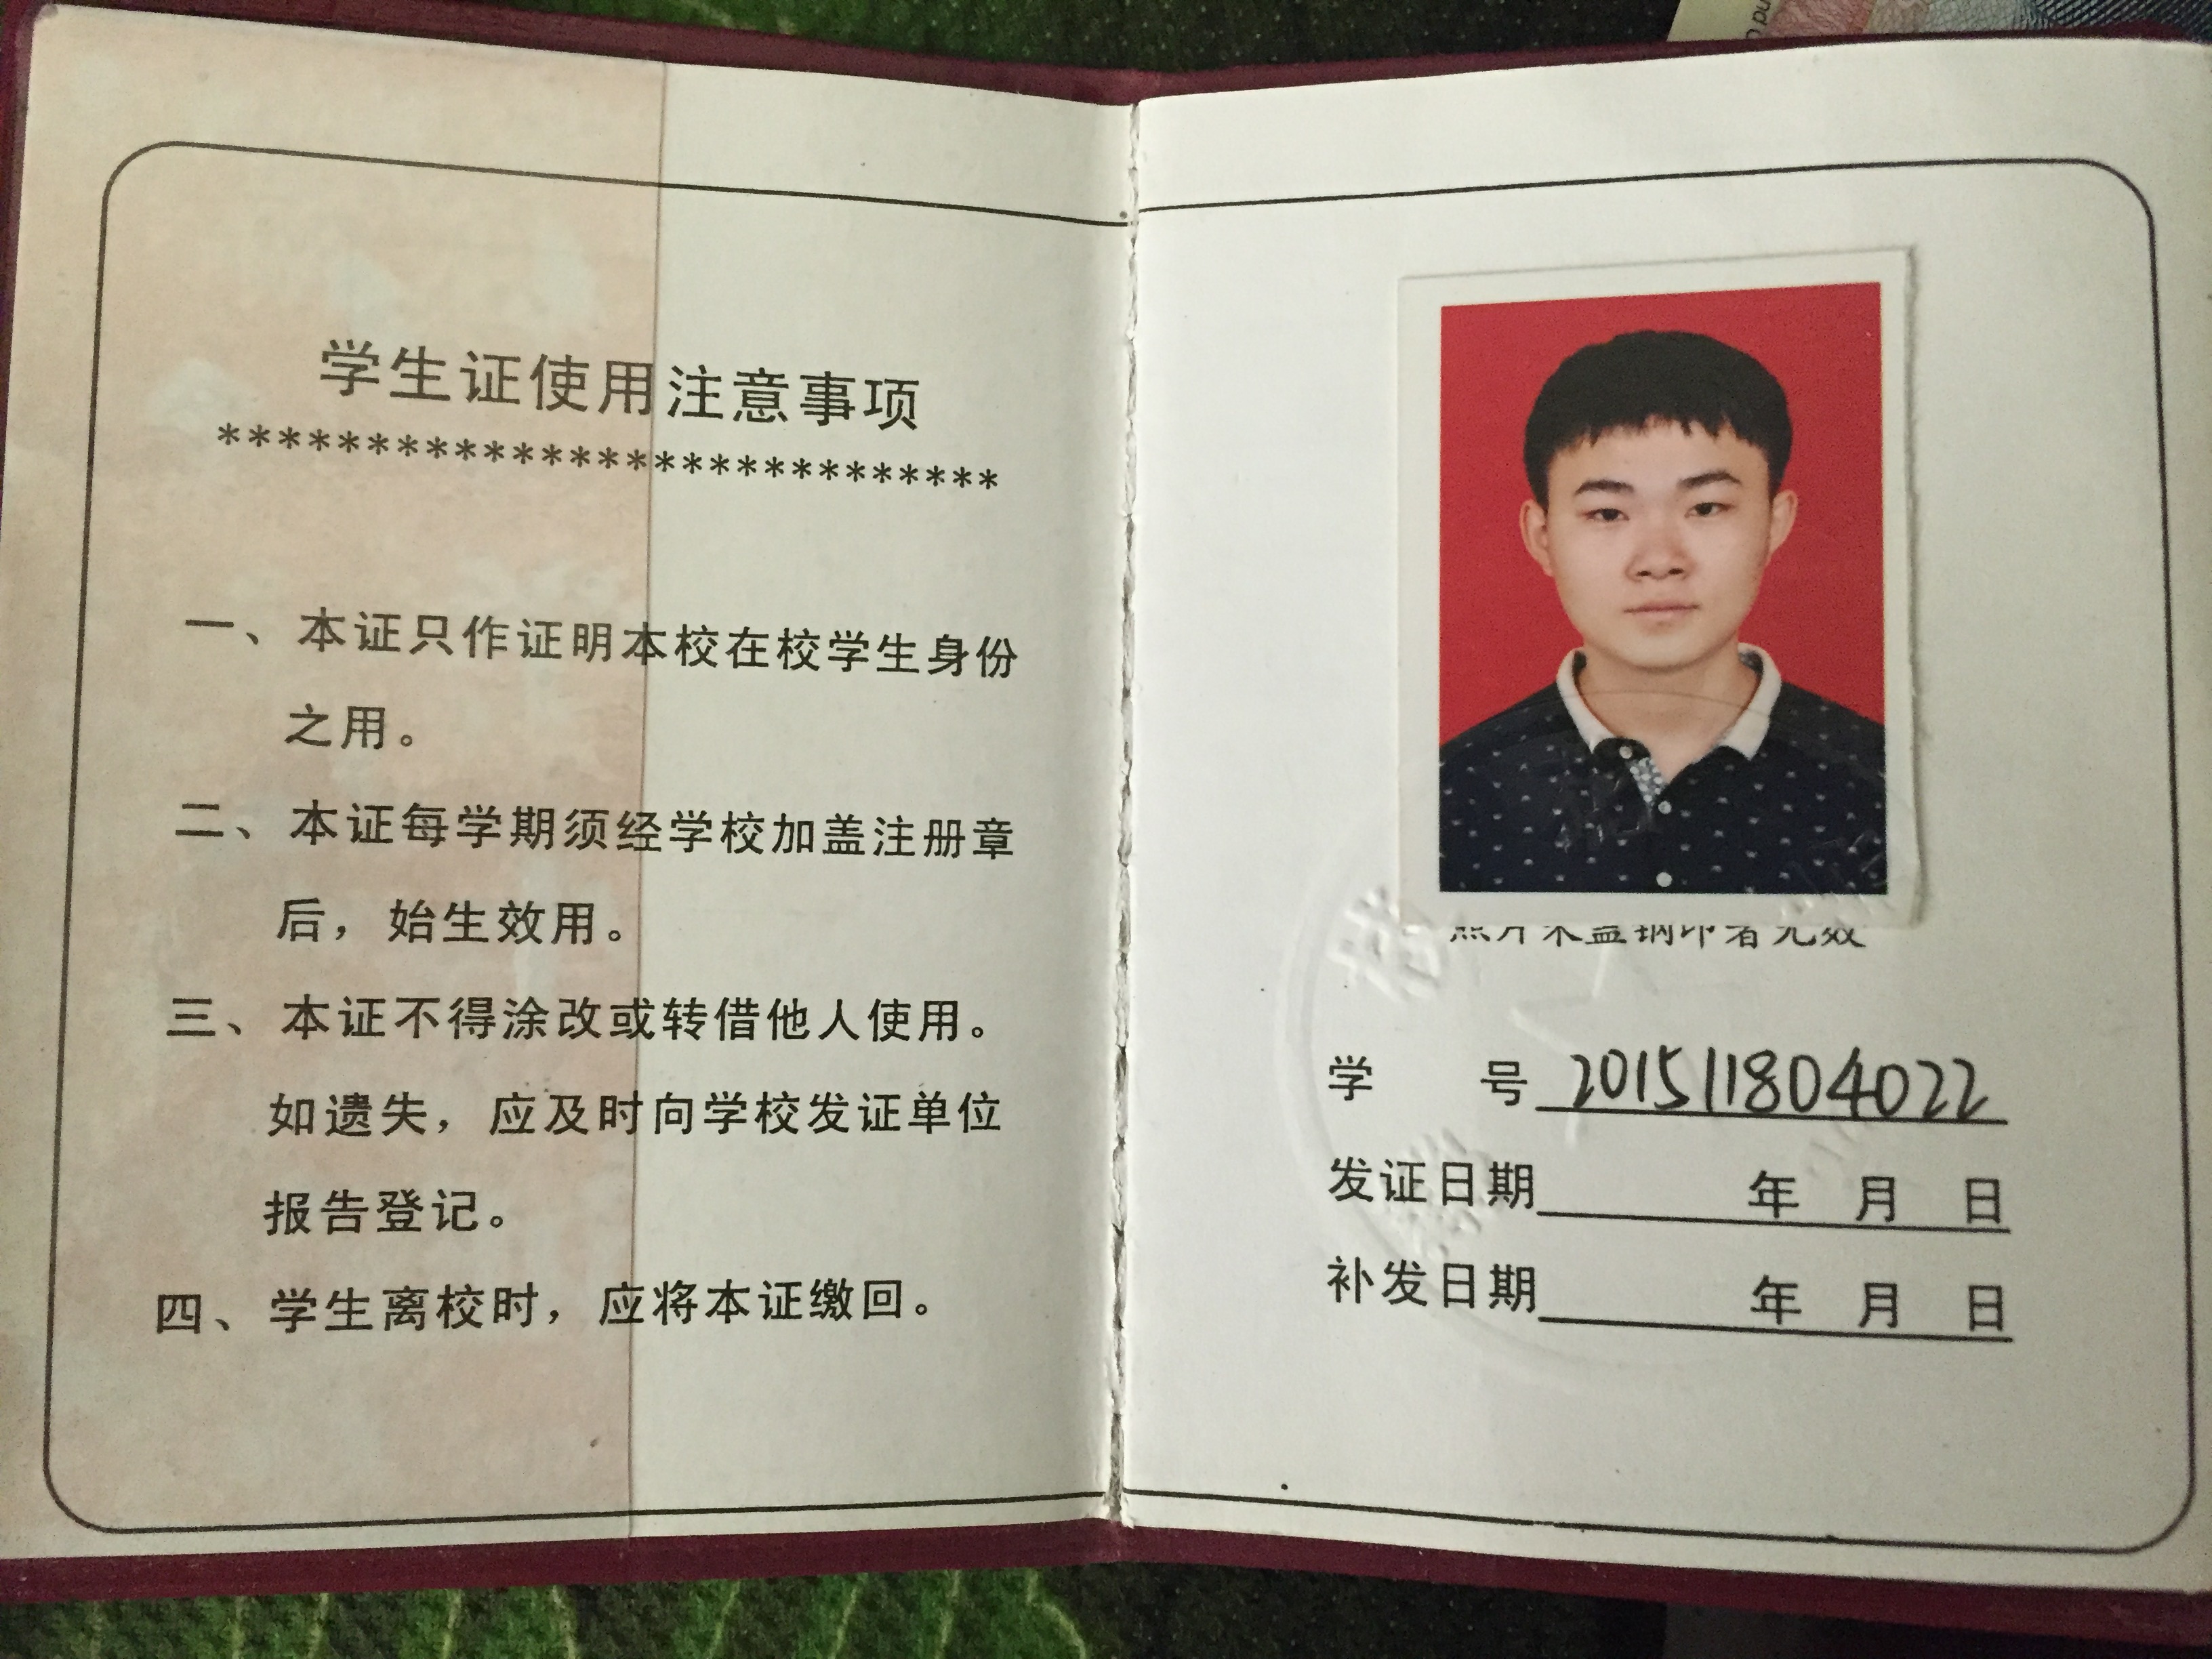 学生证使用注意事项
**************************
一、本证只作证明本校在校学生身份
之用。
二、本证每学期须经学校加盖注册章
后，始生效用。
三、本证不得涂改或转借他人使用。
如遗失，应及时向学校发证单位
报告登记。
四、学生离校时，应将本证缴回。
照片未盖钢印者无效
学 号 201511804022
发证日期 年 月 日
补发日期 年 月 日